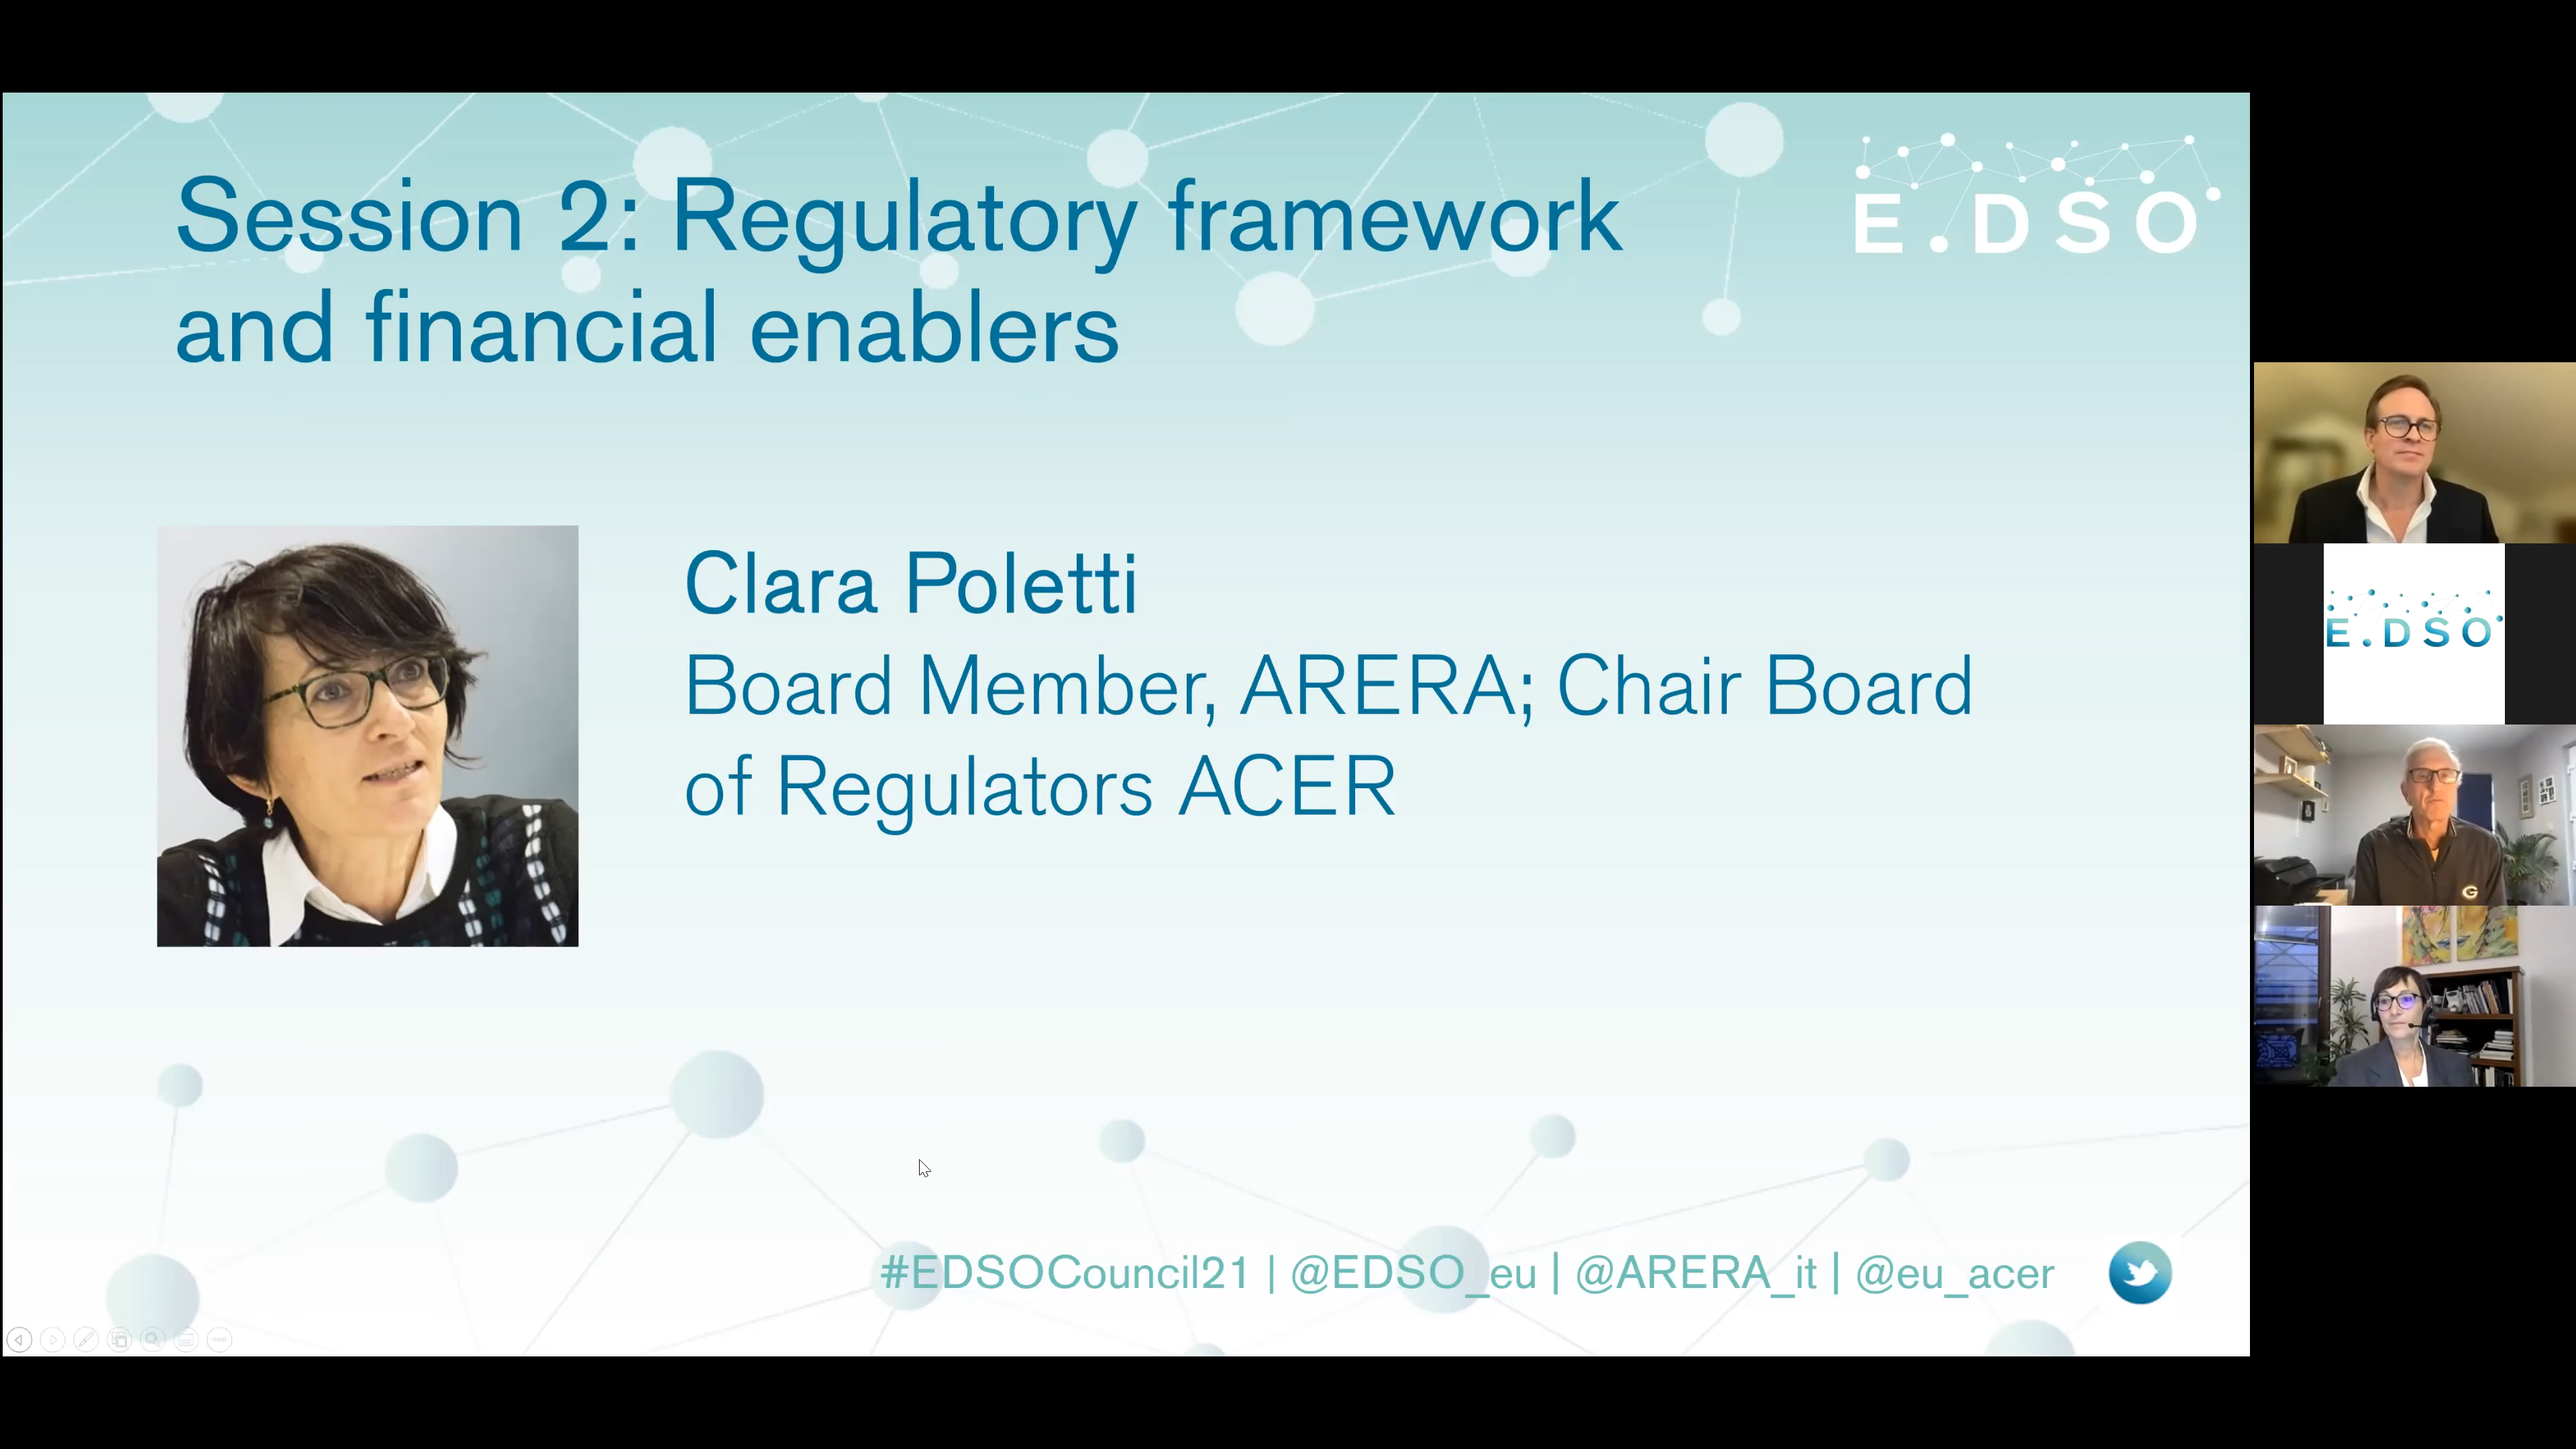 Session 2: Regulatory framework
and financial enablers
E.DSO
Clara Poletti
Board Member, ARERA; Chair Board
of Regulators ACER
#EDSOCouncil21 | @EDSO_eu | @ARERA_it | @eu_acer
E.DSO
G